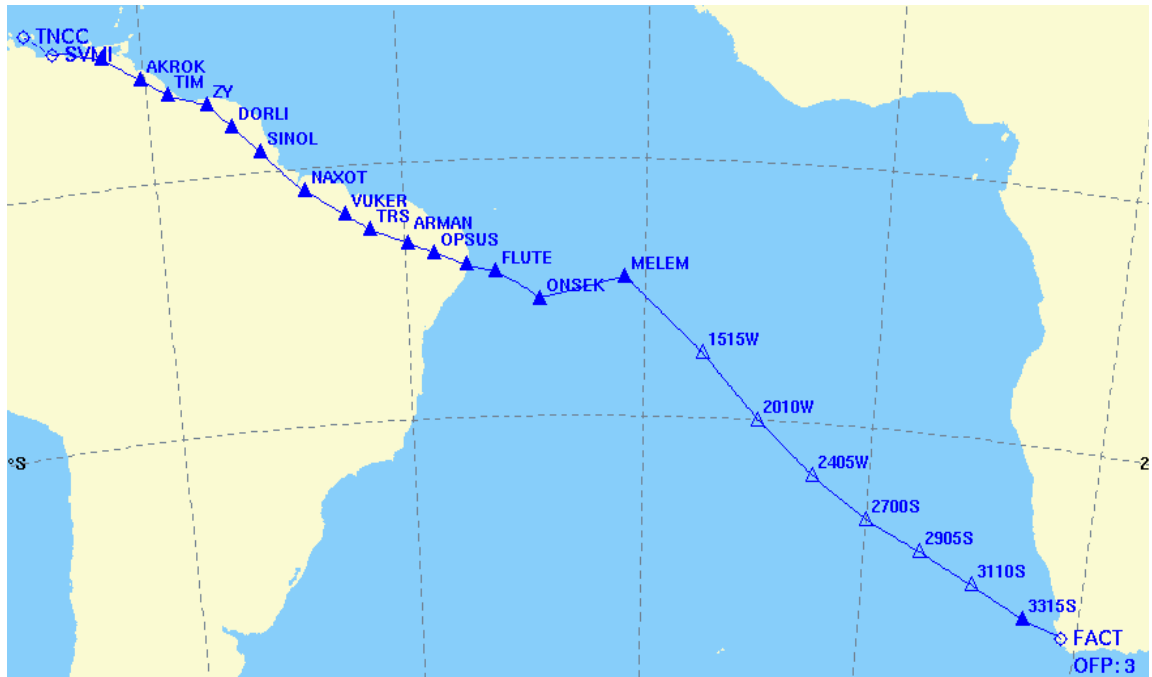 TNCC
SVMI
AKROK
TIM
ZY
DORLI
SINOL
NAXOT
VUKER
TRS
ARMAN
OPSUS
FLUTE
ONSEK
MELEM
1515W
2010W
°S
2
2405W
2700S
2905S
3110S
3315S
FACT
OFP: 3